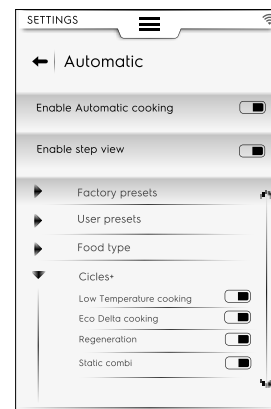 SETTINGS
Automatic
Enable Automatic cooking
Enable step view
Factory presets
User presets
Food type
Cicles+
Low Temperature cooking
Eco Delta cooking
Regeneration
Static combi